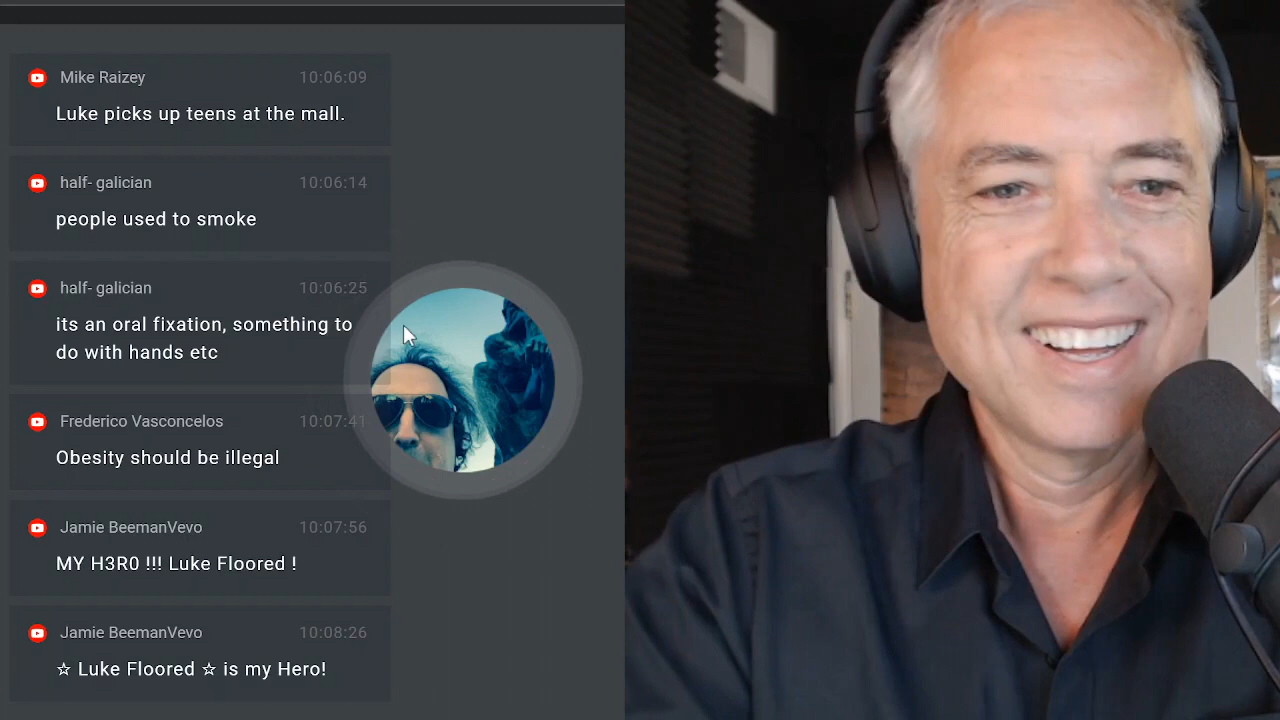 Mike Raizey 10:06:09
Luke picks up teens at the mall.
half- galician 10:06:14
people used to smoke
half- galician 10:06:25
its an oral fixation, something to
do with hands etc
Frederico Vasconcelos 10:07:41
Obesity should be illegal
Jamie BeemanVevo 10:07:56
MY H3R0 !!! Luke Floored !
Jamie BeemanVevo 10:08:26
☆ Luke Floored ☆ is my Hero!